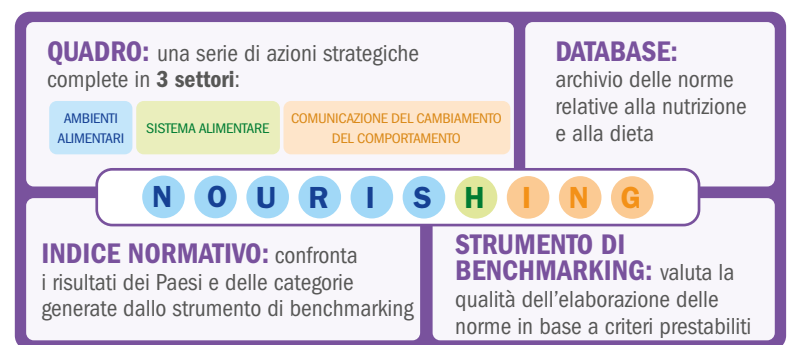 QUADRO: una serie di azioni strategiche
complete in 3 settori:
AMBIENTI
ALIMENTARI
SISTEMA ALIMENTARE
COMUNICAZIONE DEL CAMBIAMENTO
DEL COMPORTAMENTO
DATABASE:
archivio delle norme
relative alla nutrizione
e alla dieta
NOURISHING
INDICE NORMATIVO: confronta
i risultati dei Paesi e delle categorie
generate dallo strumento di benchmarking
STRUMENTO DI
BENCHMARKING: valuta la
qualità dell'elaborazione delle
norme in base a criteri prestabiliti